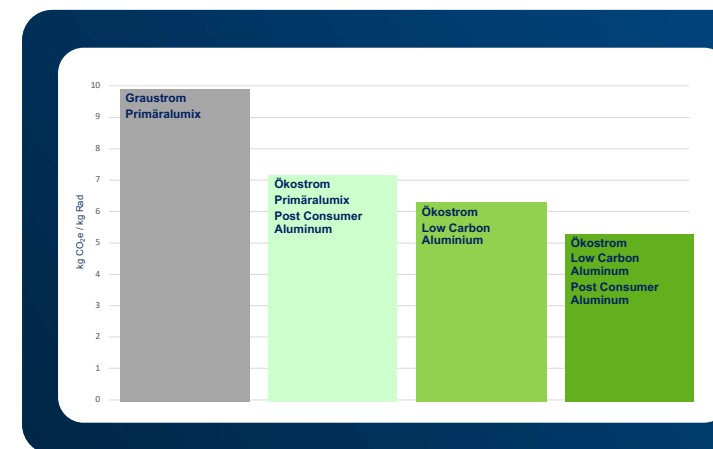 10
9
8
7
6
5
4
3
2
1
0
kg CO₂e / kg Rad
Graustrom
Primäralumix
Ökostrom
Primäralumix
Post Consumer
Aluminum
Ökostrom
Low Carbon
Aluminium
Ökostrom
Low Carbon
Aluminum
Post Consumer
Aluminum